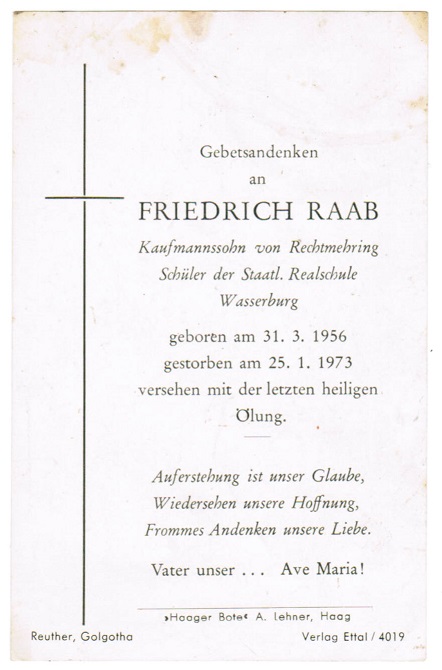 Gebetsandenken
an
FRIEDRICH RAAB
Kaufmannssohn von Rechtmehring
Schüler der Staatl. Realschule
Wasserburg
geboren am 31. 3. 1956
gestorben am 25. 1. 1973
versehen mit der letzten heiligen
Ölung.
Auferstehung ist unser Glaube,
Wiedersehen unsere Hoffnung,
Frommes Andenken unsere Liebe.
Vater unser ... Ave Maria!
»Haager Bote« A. Lehner, Haag
Reuther, Golgotha Verlag Ettal / 4019